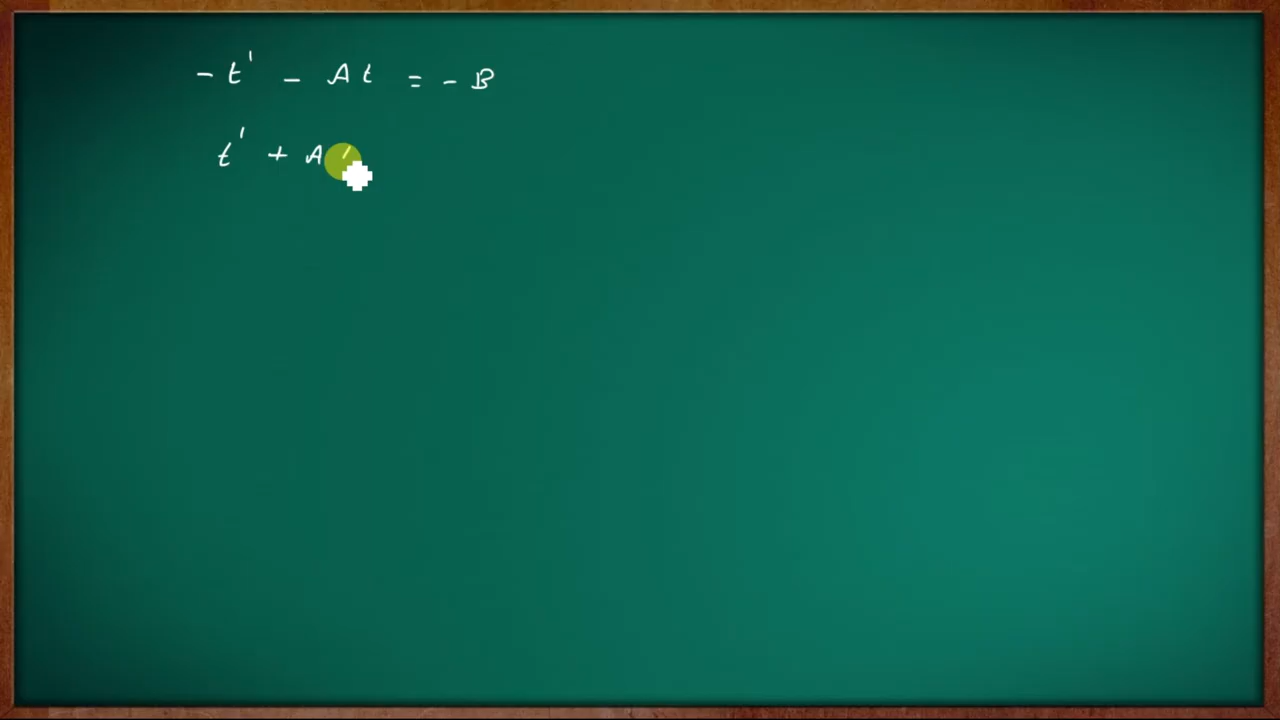 - t' - At = - B
t' + A